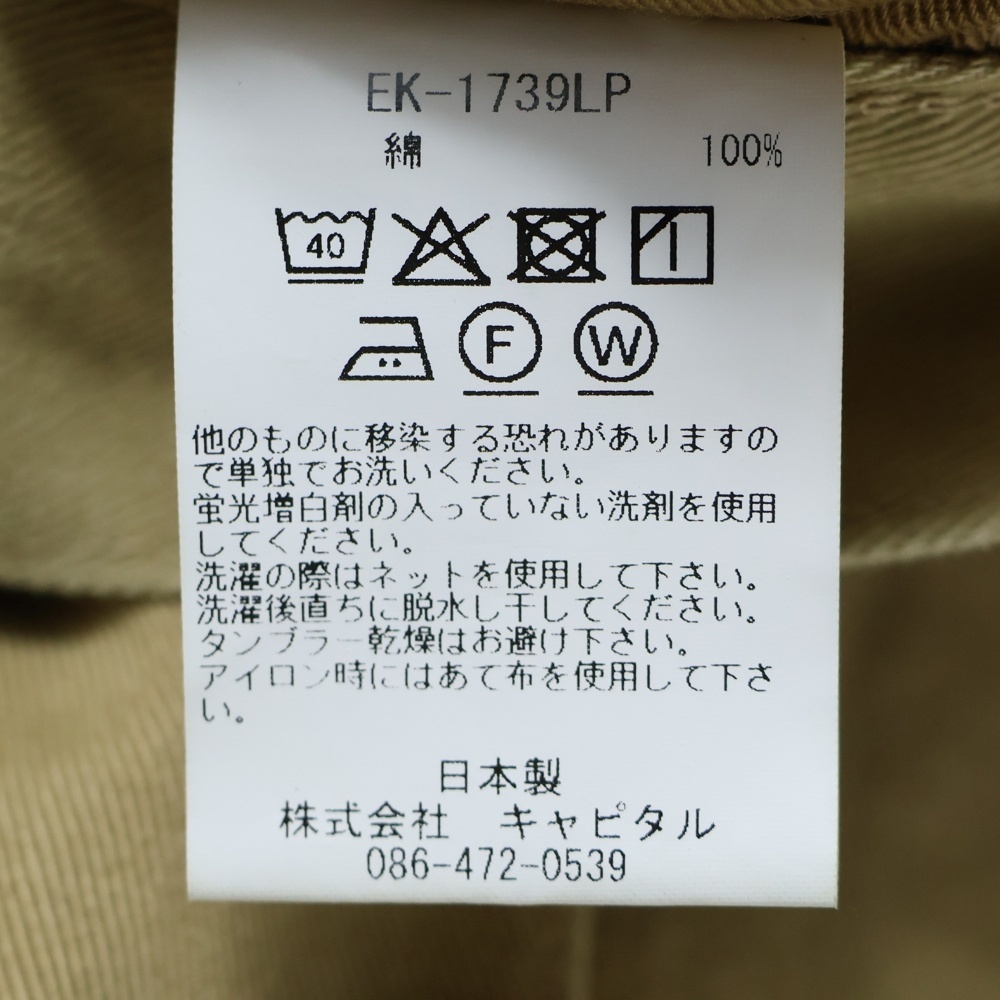 EK-1739LP
綿 100%
40
F W
他のものに移染する恐れがありますの
で単独でお洗いください。
蛍光増白剤の入っていない洗剤を使用
してください。
洗濯の際はネットを使用して下さい。
洗濯後直ちに脱水し干してください。
タンブラー乾燥はお避け下さい。
アイロン時にはあて布を使用して下さ
い。
日本製
株式会社 キャピタル
086-472-0539